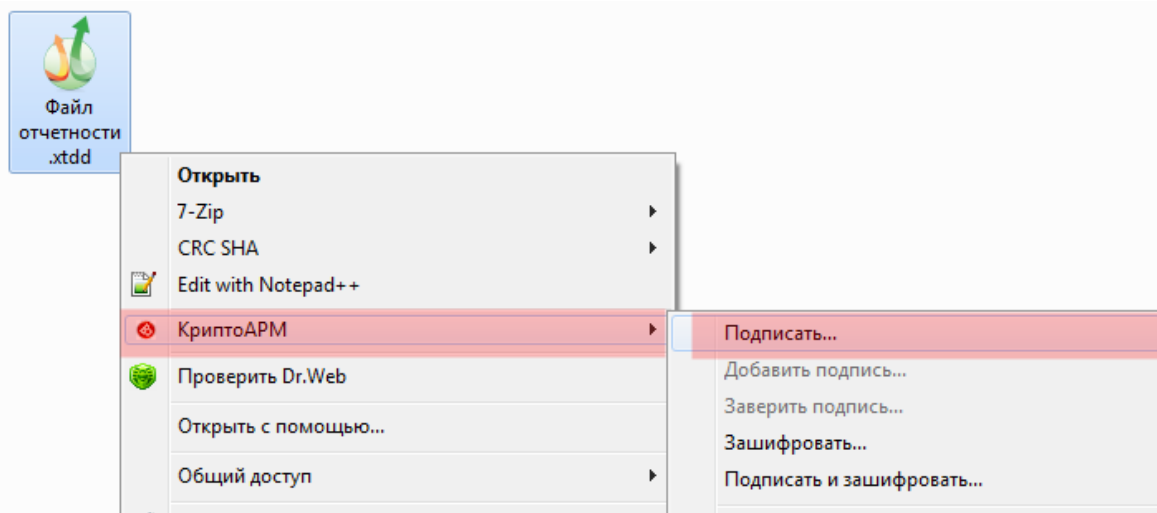 Файл
отчетности
.xtdd
Открыть
7-Zip
CRC SHA
Edit with Notepad++
КриптоАРМ
Подписать...
Проверить Dr.Web
Добавить подпись...
Заверить подпись...
Открыть с помощью...
Зашифровать...
Общий доступ
Подписать и зашифровать...